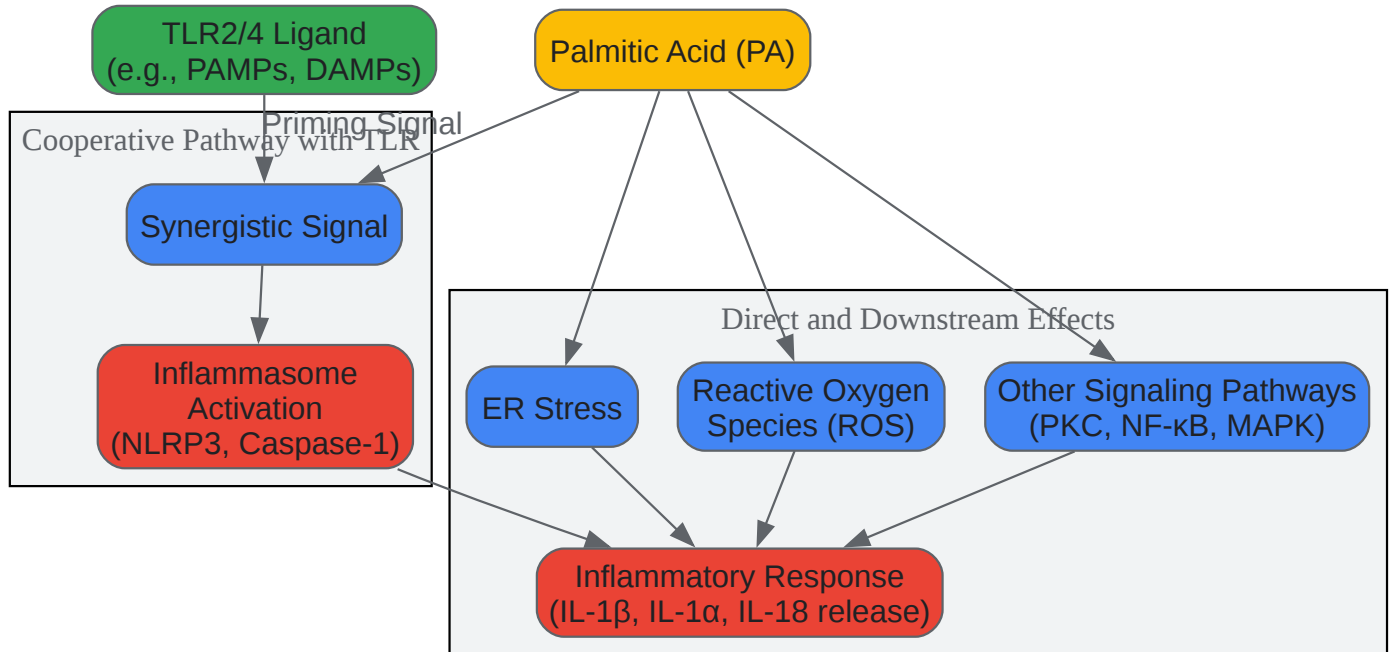 TLR2/4 Ligand
(e.g., PAMPs, DAMPs)
Palmitic Acid (PA)
Priming Signal
Cooperative Pathway with TLR
Synergistic Signal
Direct and Downstream Effects
Inflammasome
Activation
(NLRP3, Caspase-1)
ER Stress
Reactive Oxygen
Species (ROS)
Other Signaling Pathways
(PKC, NF-κB, MAPK)
Inflammatory Response
(IL-1β, IL-1α, IL-18 release)